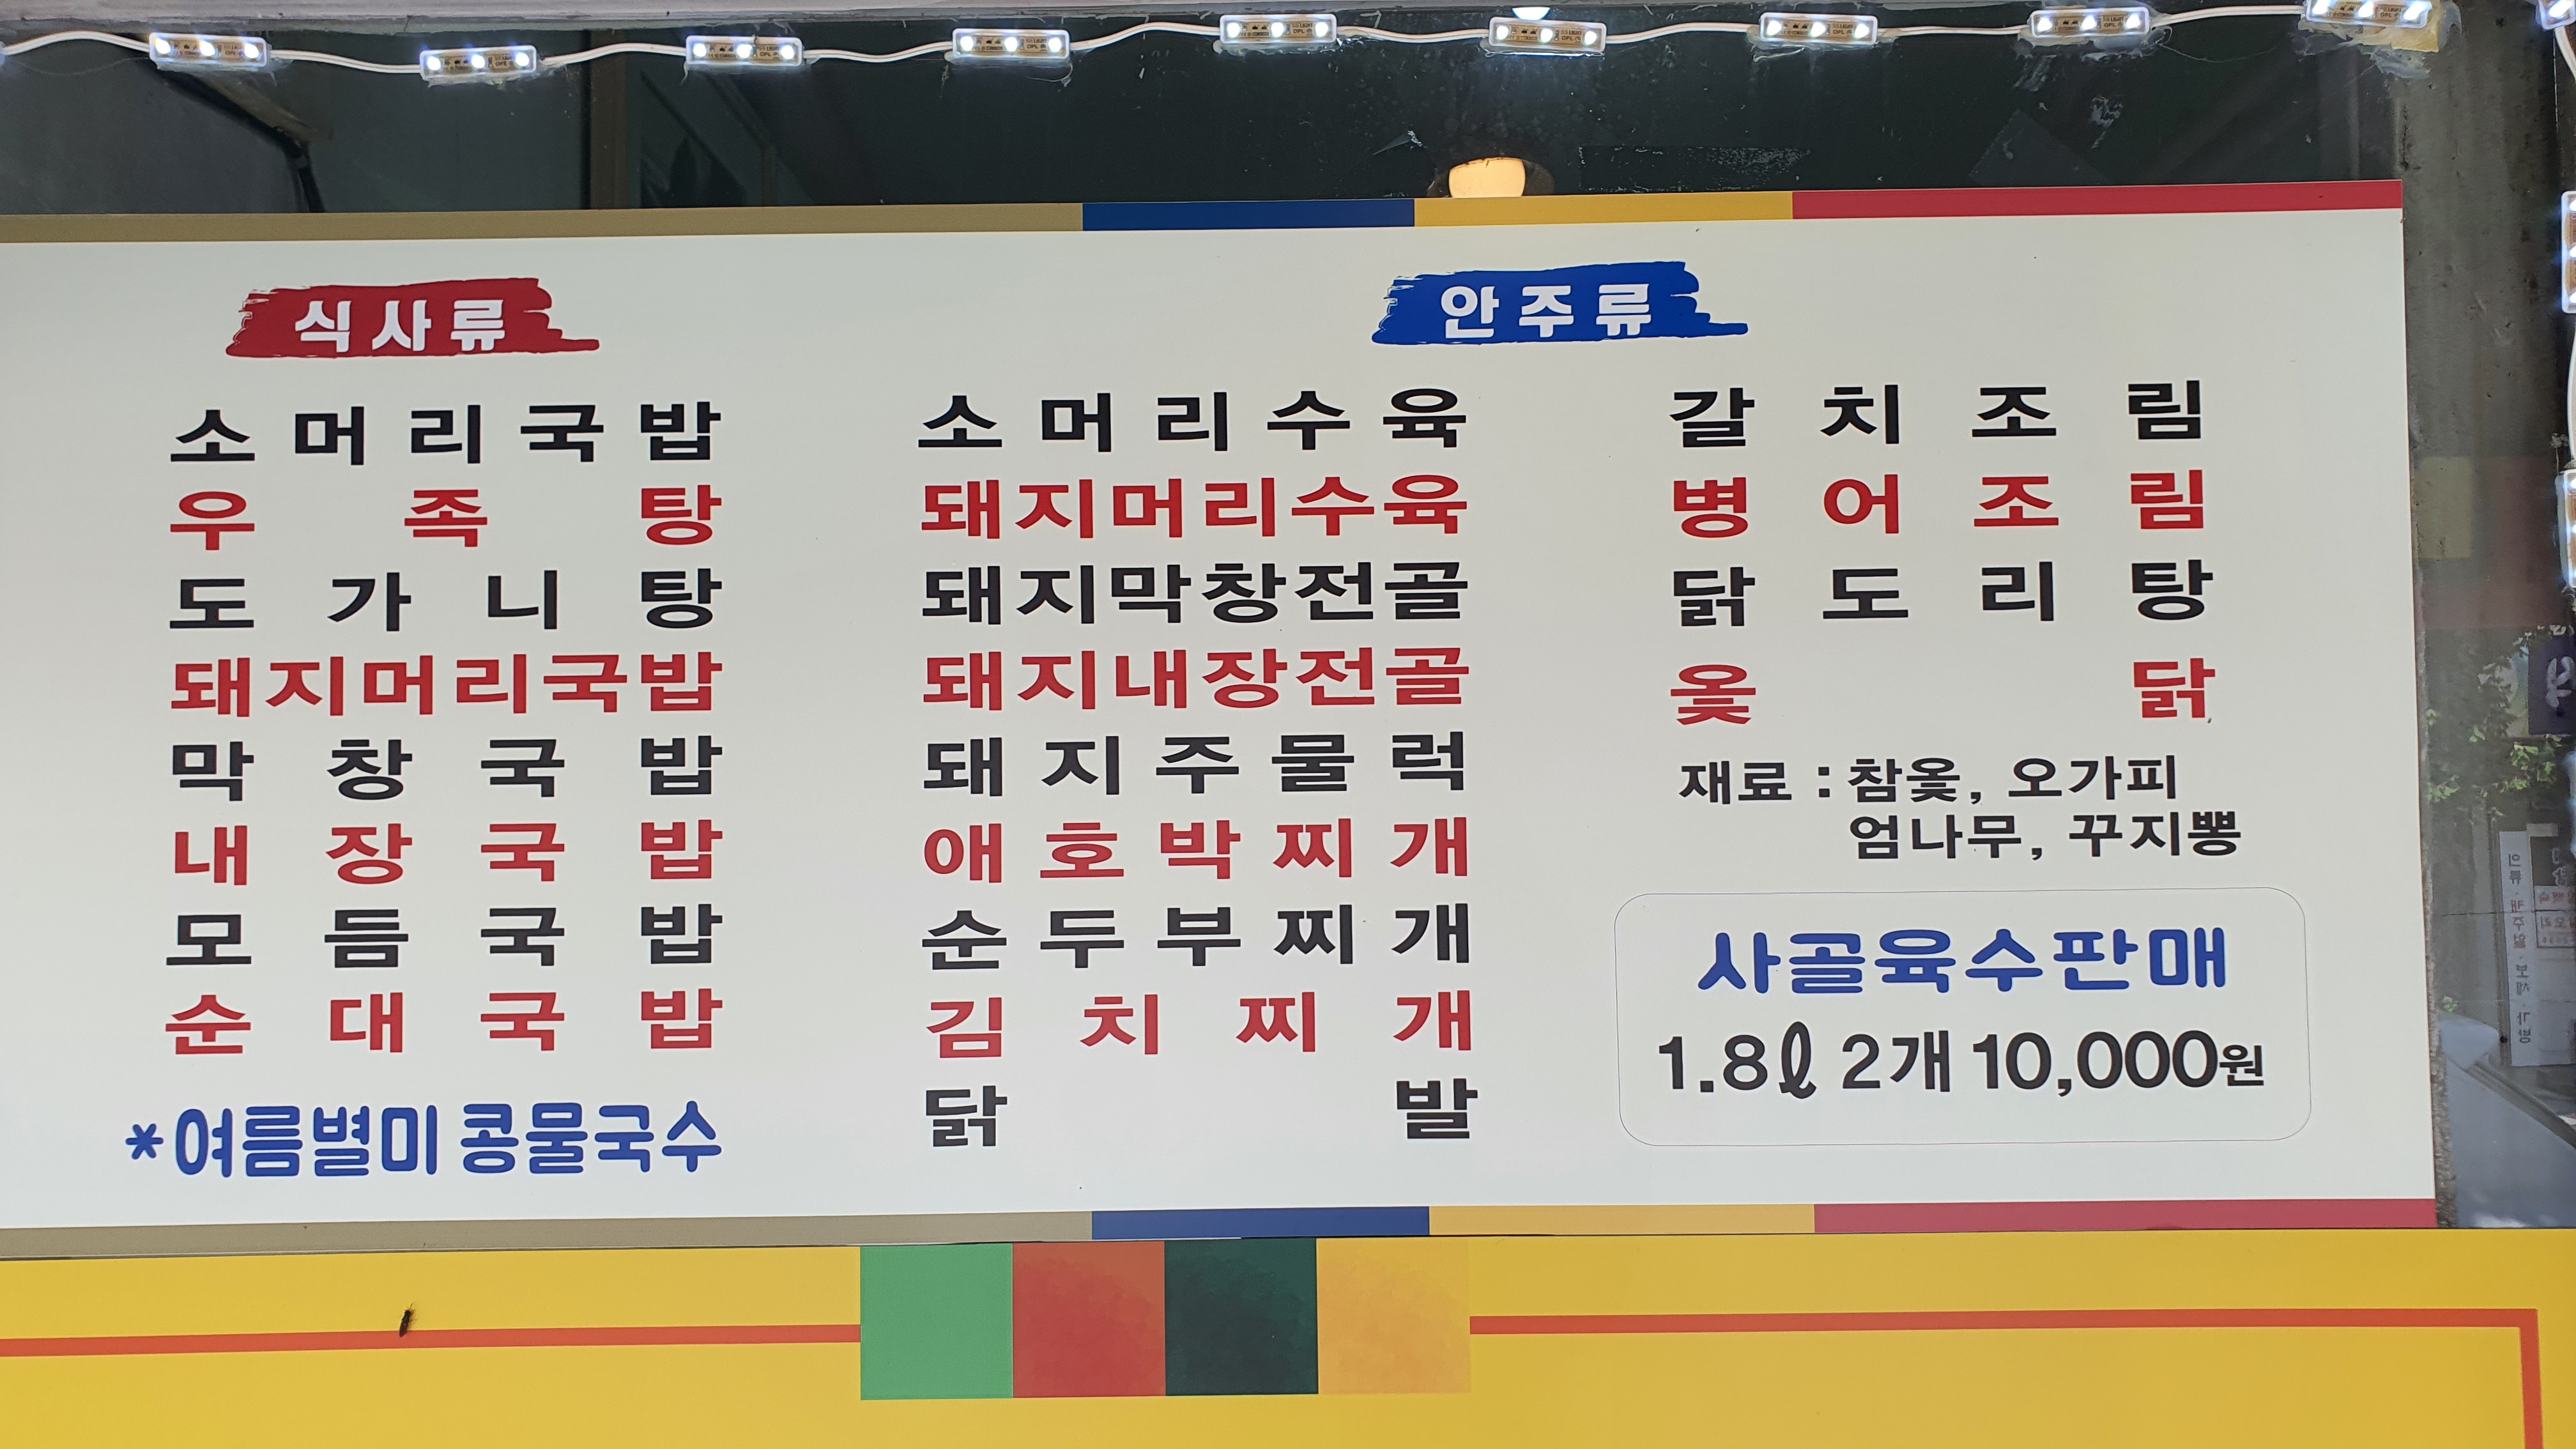 식사류
소머리국밥
우족탕
도가니탕
돼지머리국밥
막창국밥
내장국밥
모듬국밥
순대국밥
*여름별미 콩물국수
안주류
소머리수육
돼지머리수육
돼지막창전골
돼지내장전골
돼지주물럭
애호박찌개
순두부찌개
김치찌개
닭발
갈치조림
병어조림
닭도리탕
옻닭
재료 : 참옻, 오가피
엄나무, 꾸지뽕
사골육수판매
1.8ℓ 2개 10,000원